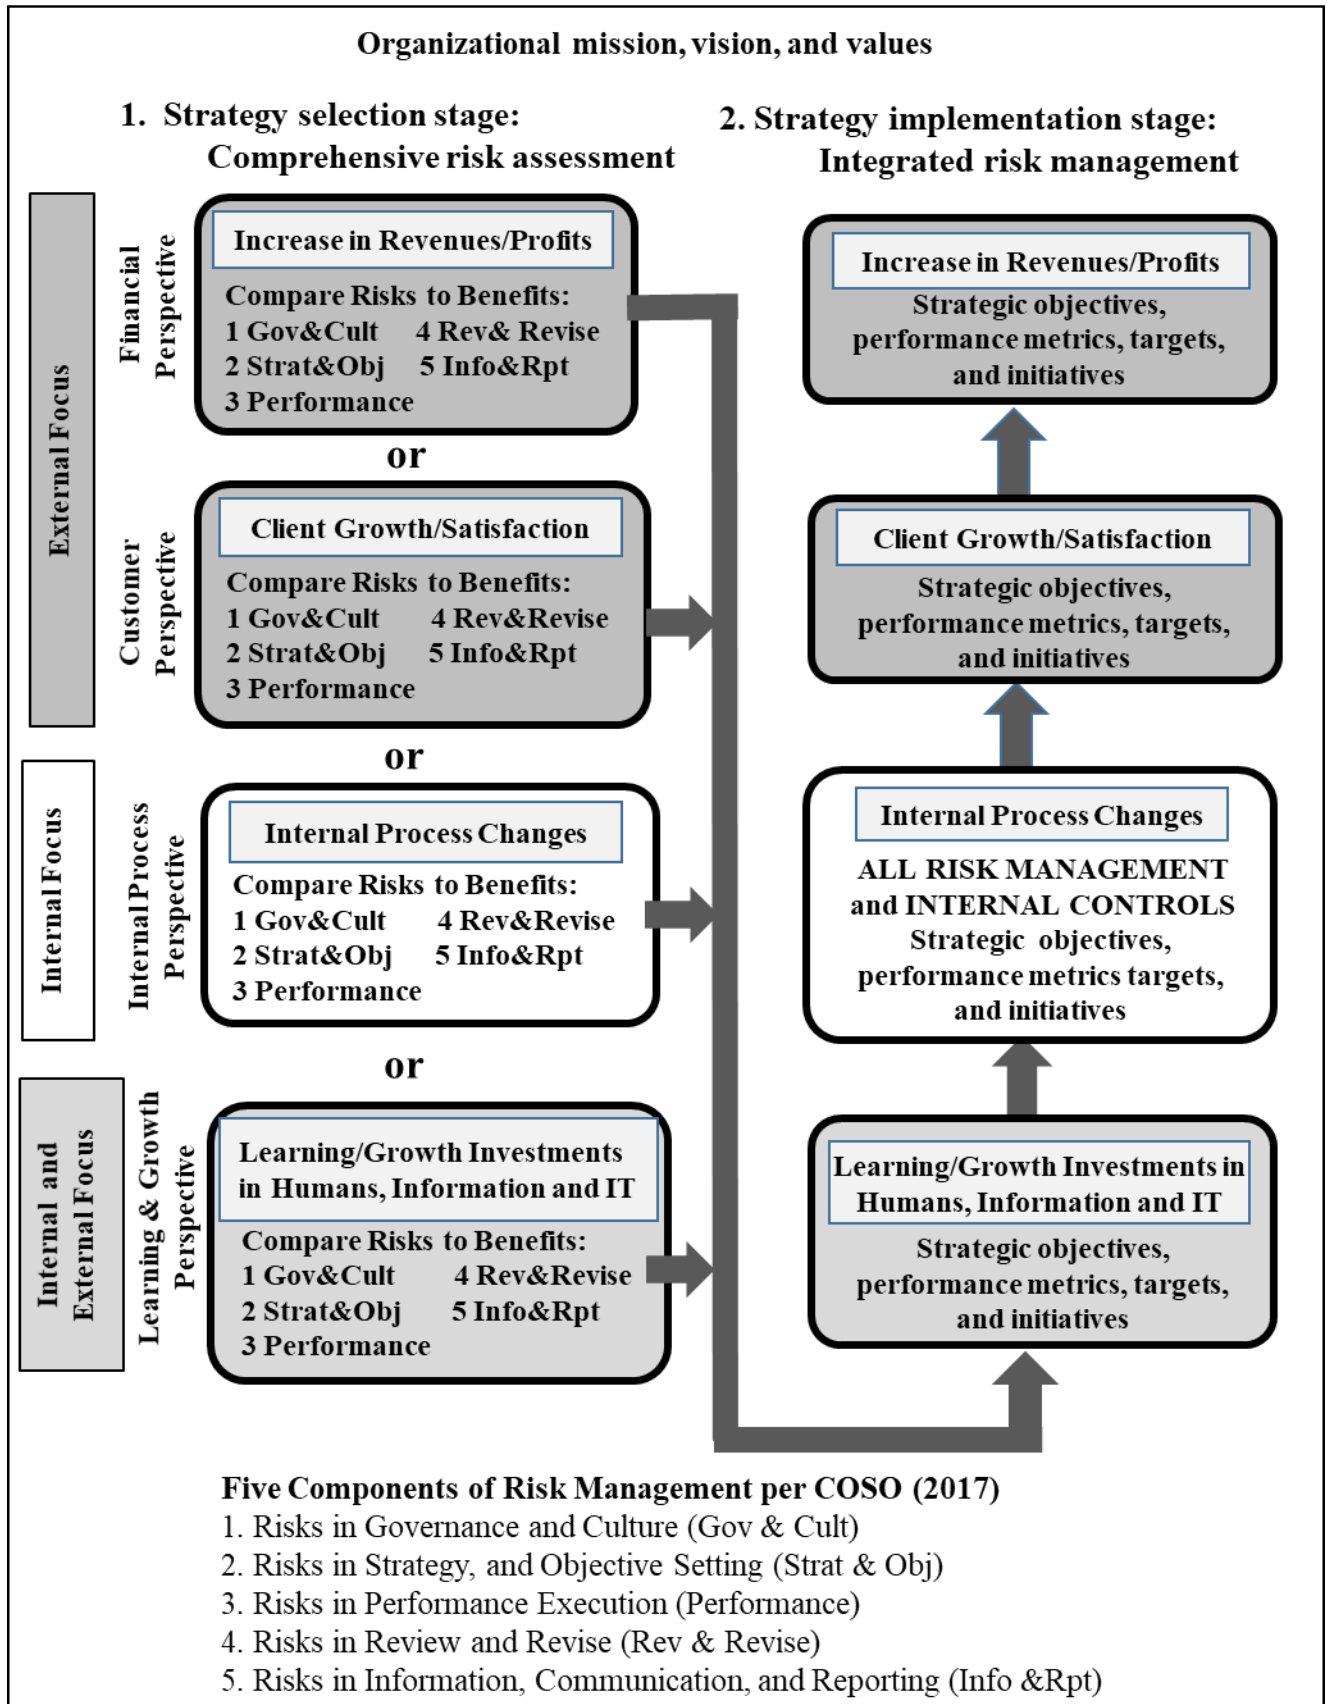 Organizational mission, vision, and values
1. Strategy selection stage:
Comprehensive risk assessment
2. Strategy implementation stage:
Integrated risk management
External Focus
Financial
Perspective
Increase in Revenues/Profits
Compare Risks to Benefits:
1 Gov&Cult 4 Rev& Revise
2 Strat&Obj 5 Info&Rpt
3 Performance
or
Customer
Perspective
Client Growth/Satisfaction
Compare Risks to Benefits:
1 Gov&Cult 4 Rev&Revise
2 Strat&Obj 5 Info&Rpt
3 Performance
or
Internal Focus
Internal Process
Perspective
Internal Process Changes
Compare Risks to Benefits:
1 Gov&Cult 4 Rev&Revise
2 Strat&Obj 5 Info&Rpt
3 Performance
or
Internal and
External Focus
Learning & Growth
Perspective
Learning/Growth Investments
in Humans, Information and IT
Compare Risks to Benefits:
1 Gov&Cult 4 Rev&Revise
2 Strat&Obj 5 Info&Rpt
3 Performance
Increase in Revenues/Profits
Strategic objectives,
performance metrics, targets,
and initiatives
Client Growth/Satisfaction
Strategic objectives,
performance metrics, targets,
and initiatives
Internal Process Changes
ALL RISK MANAGEMENT
and INTERNAL CONTROLS
Strategic objectives,
performance metrics targets,
and initiatives
Learning/Growth Investments in
Humans, Information and IT
Strategic objectives,
performance metrics, targets,
and initiatives
Five Components of Risk Management per COSO (2017)
1. Risks in Governance and Culture (Gov & Cult)
2. Risks in Strategy, and Objective Setting (Strat & Obj)
3. Risks in Performance Execution (Performance)
4. Risks in Review and Revise (Rev & Revise)
5. Risks in Information, Communication, and Reporting (Info &Rpt)